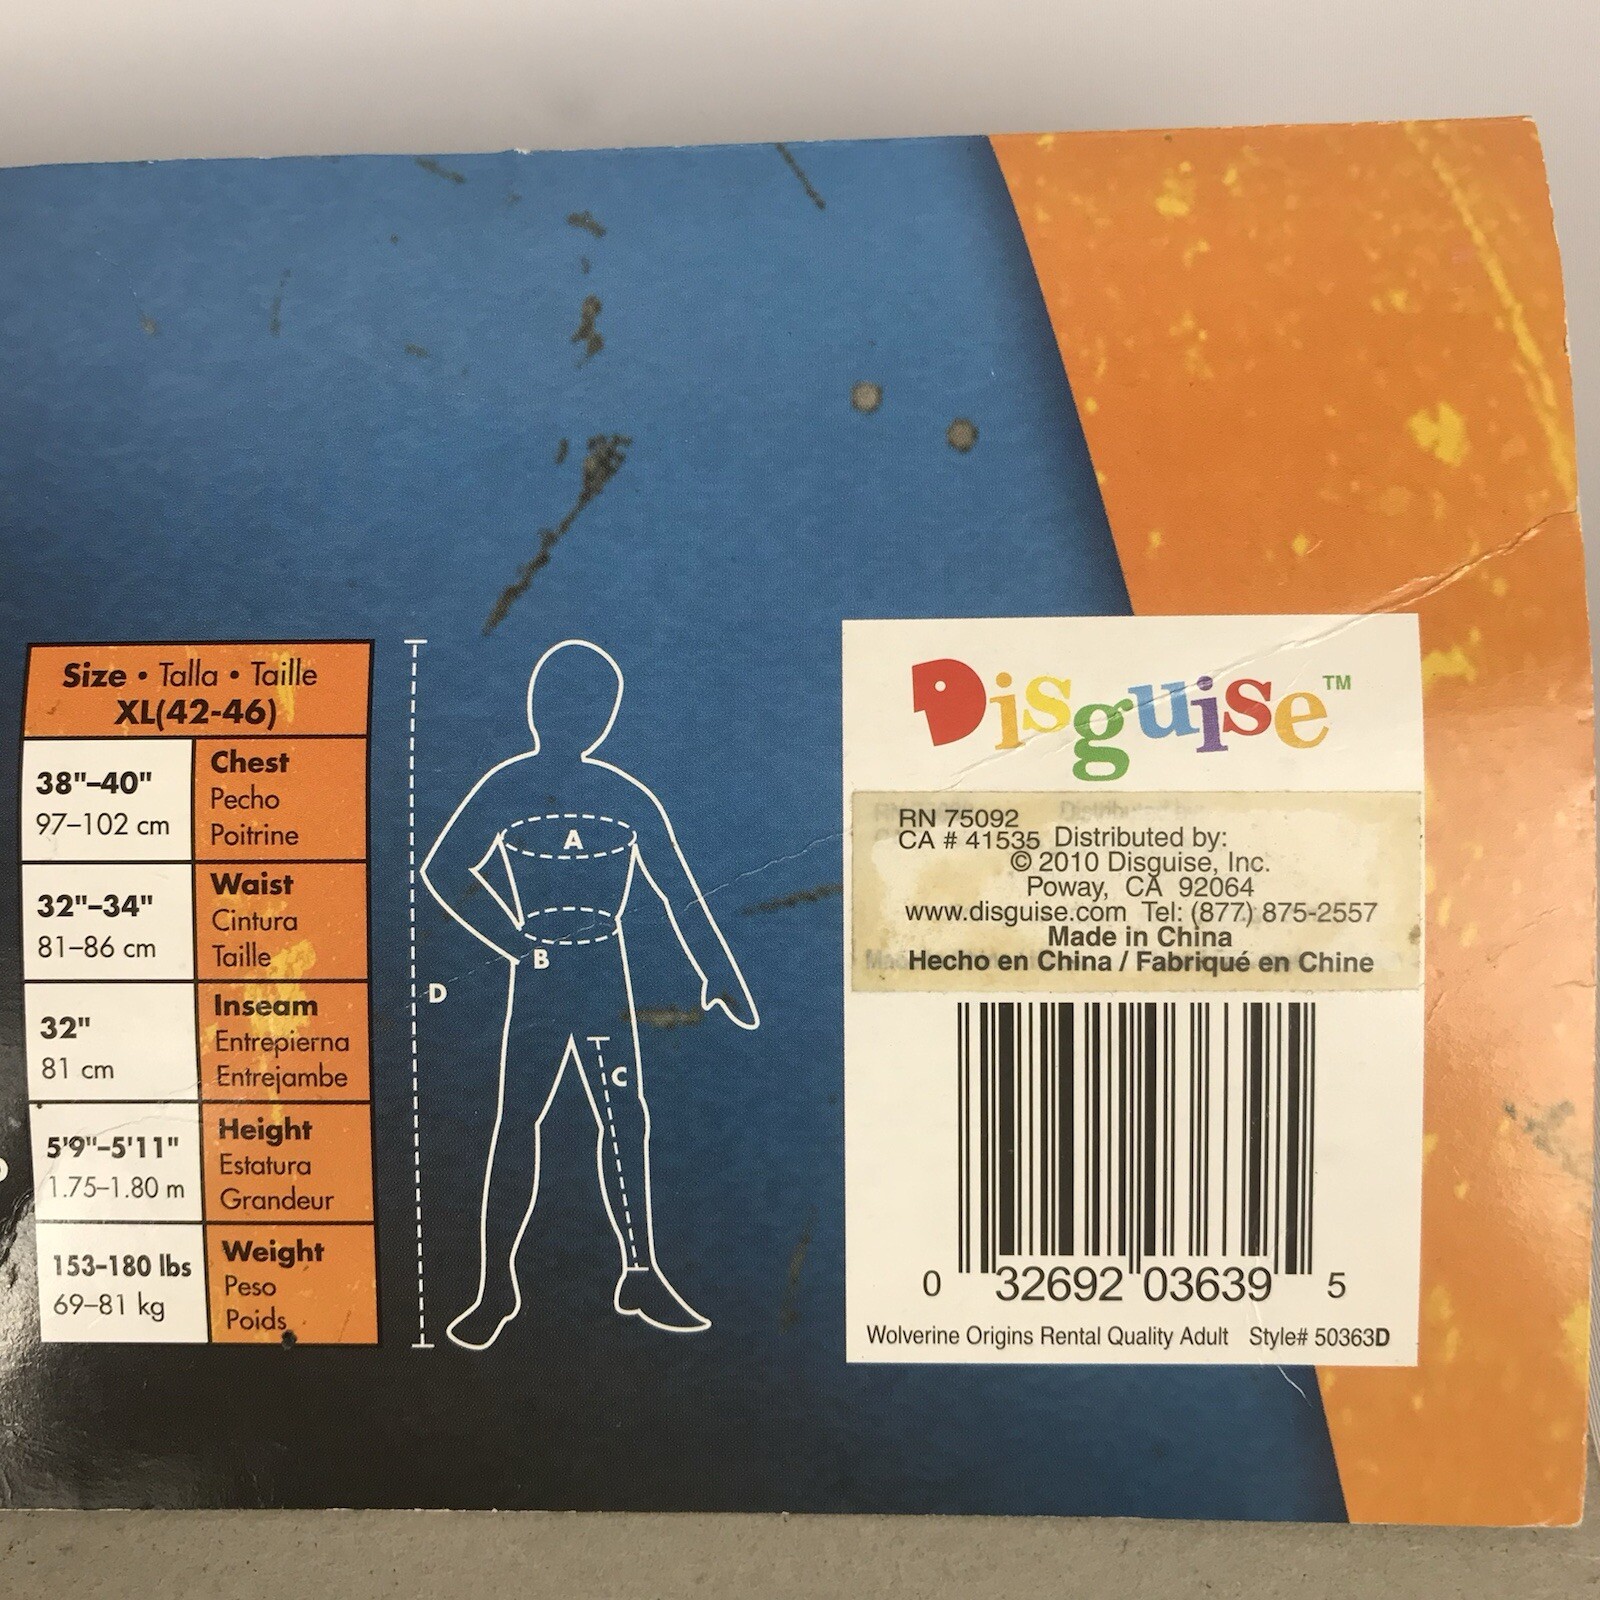 Size • Talla • Taille
XL(42-46)
38"–40"
97–102 cm
Chest
Pecho
Poitrine
32"–34"
81–86 cm
Waist
Cintura
Taille
32"
81 cm
Inseam
Entrepierna
Entrejambe
5'9"–5'11"
1.75–1.80 m
Height
Estatura
Grandeur
153–180 lbs
69–81 kg
Weight
Peso
Poids
A
B
C
D
Disguise™
RN 75092
CA # 41535 Distributed by:
© 2010 Disguise, Inc.
Poway, CA 92064
www.disguise.com Tel: (877) 875-2557
Made in China
Hecho en China / Fabriqué en Chine
0 32692 03639 5
Wolverine Origins Rental Quality Adult Style# 50363D